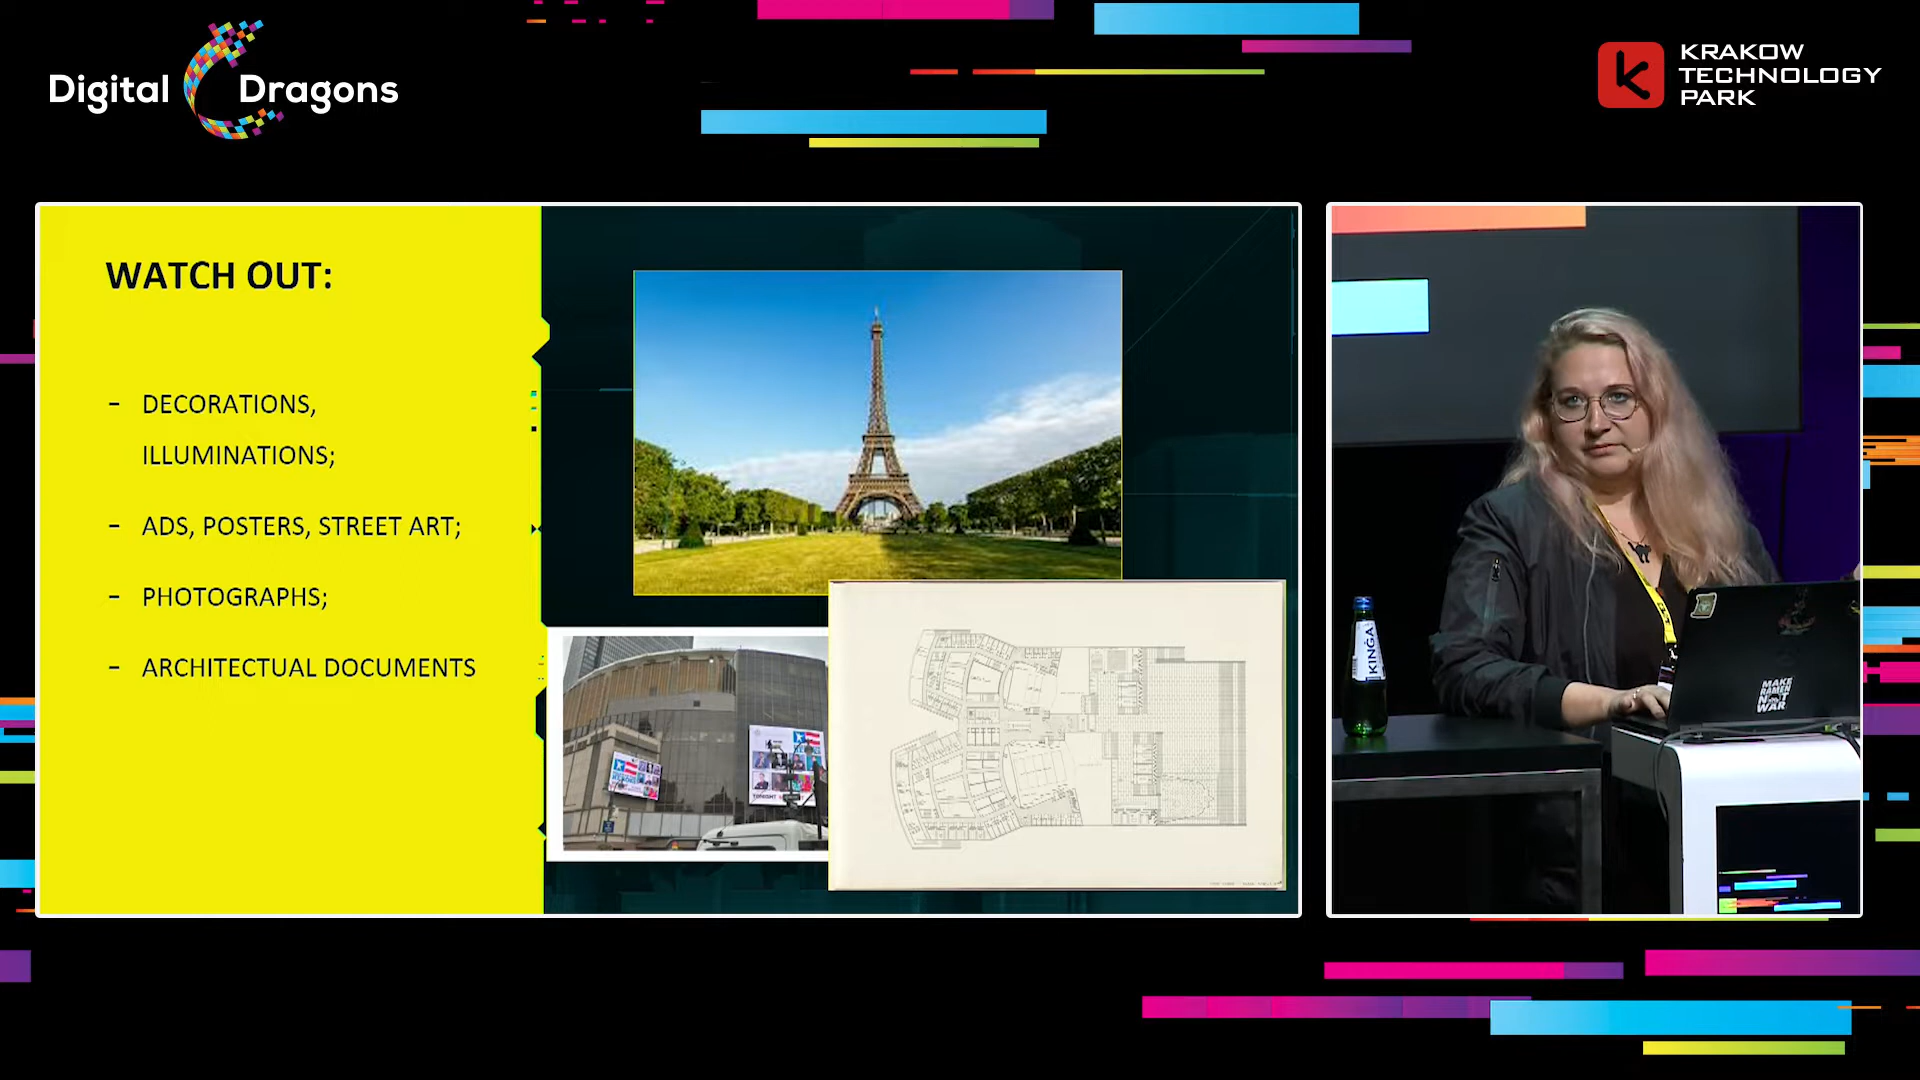 Digital Dragons
KRAKOW
TECHNOLOGY
PARK
WATCH OUT:
- DECORATIONS,
ILLUMINATIONS;
- ADS, POSTERS, STREET ART;
- PHOTOGRAPHS;
- ARCHITECTUAL DOCUMENTS
TONIGHT
KINGA
MAKE
RAMEN
NOT
WAR